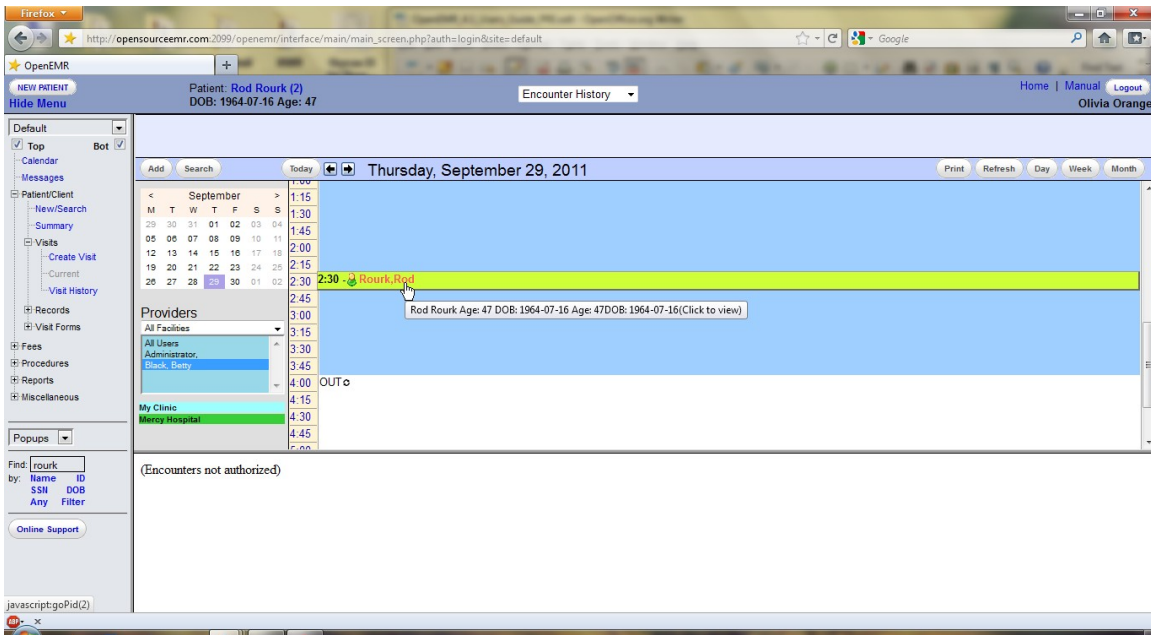 Firefox
http://opensourceemr.com:2099/openemr/interface/main/main_screen.php?auth=login&site=default
Google
OpenEMR
NEW PATIENT
Hide Menu
Patient: Rod Rourk (2)
DOB: 1964-07-16 Age: 47
Encounter History
Home | Manual Logout
Olivia Orange
Default
Top Bot
Calendar
Messages
Patient/Client
New/Search
Summary
Visits
Create Visit
Current
Visit History
Records
Visit Forms
Fees
Procedures
Reports
Miscellaneous
Popups
Find: rourk
by: Name ID
SSN DOB
Any Filter
Online Support
Add Search Today Thursday, September 29, 2011 Print Refresh Day Week Month
< September >
M T W T F S S
29 30 31 01 02 03 04
05 06 07 08 09 10 11
12 13 14 15 16 17 18
19 20 21 22 23 24 25
26 27 28 29 30 01 02
Providers
All Facilities
All Users
Administrator,
Black, Betty
My Clinic
Mercy Hospital
1:00
1:15
1:30
1:45
2:00
2:15
2:30 2:30 - Rourk,Rod
2:45
Rod Rourk Age: 47 DOB: 1964-07-16 Age: 47DOB: 1964-07-16(Click to view)
3:00
3:15
3:30
3:45
4:00 OUT
4:15
4:30
4:45
5:00
(Encounters not authorized)
javascript:goPid(2)
ABP